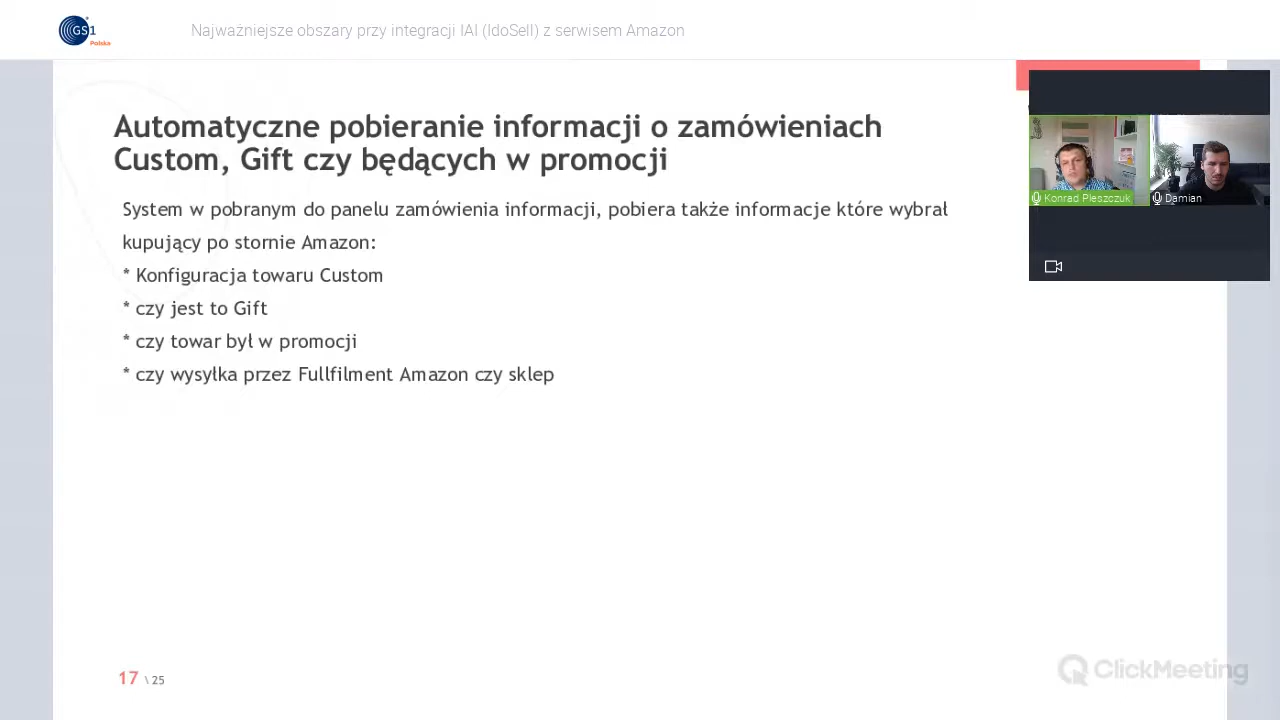 GS1
Polska
Najważniejsze obszary przy integracji IAI (IdoSell) z serwisem Amazon
Automatyczne pobieranie informacji o zamówieniach
Custom, Gift czy będących w promocji
System w pobranym do panelu zamówienia informacji, pobiera także informacje które wybrał
kupujący po stornie Amazon:
* Konfiguracja towaru Custom
* czy jest to Gift
* czy towar był w promocji
* czy wysyłka przez Fullfilment Amazon czy sklep
Konrad Pleszczuk
Damian
17 \ 25
ClickMeeting